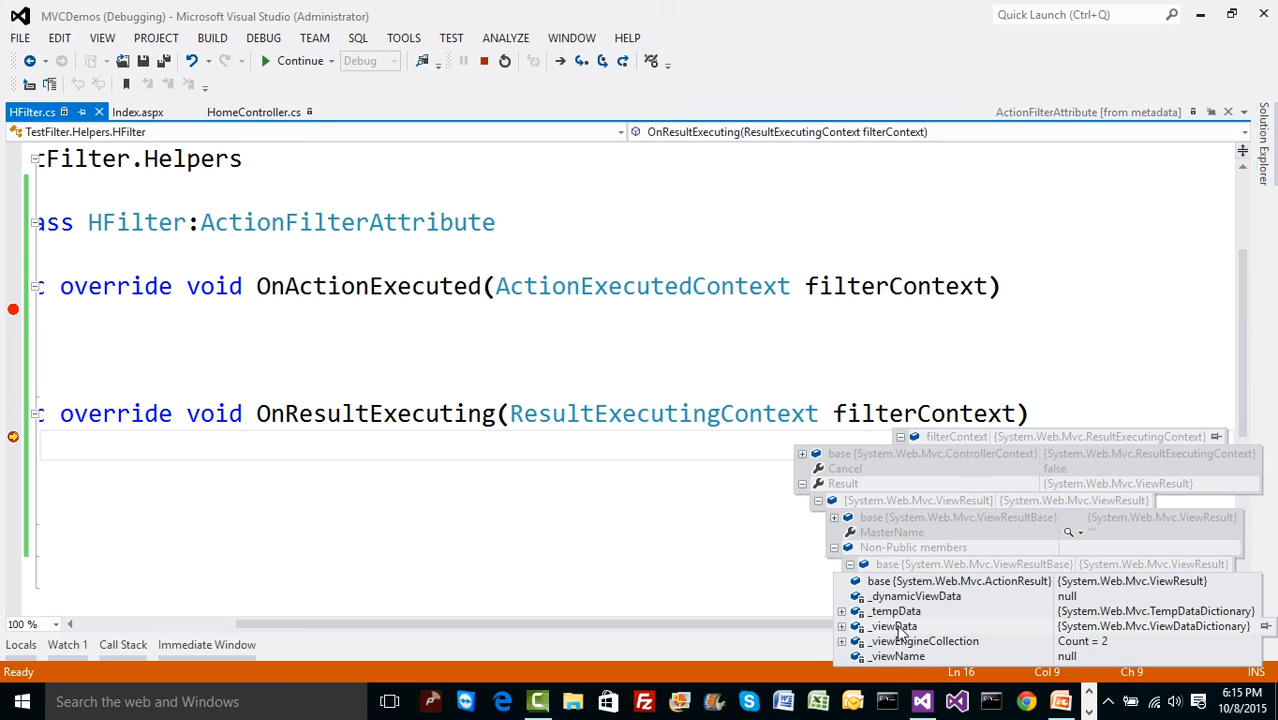 MVCDemos (Debugging) - Microsoft Visual Studio (Administrator)
Quick Launch (Ctrl+Q)
FILE EDIT VIEW PROJECT BUILD DEBUG TEAM SQL TOOLS TEST ANALYZE WINDOW HELP
Continue Debug
HFilter.cs Index.aspx HomeController.cs ActionFilterAttribute [from metadata]
TestFilter.Helpers.HFilter OnResultExecuting(ResultExecutingContext filterContext)
Solution Explorer
tFilter.Helpers
ass HFilter:ActionFilterAttribute
c override void OnActionExecuted(ActionExecutedContext filterContext)
c override void OnResultExecuting(ResultExecutingContext filterContext)
filterContext {System.Web.Mvc.ResultExecutingContext}
base {System.Web.Mvc.ControllerContext} {System.Web.Mvc.ResultExecutingContext}
Cancel false
Result {System.Web.Mvc.ViewResult}
[System.Web.Mvc.ViewResult] {System.Web.Mvc.ViewResult}
base {System.Web.Mvc.ViewResultBase} {System.Web.Mvc.ViewResult}
MasterName ""
Non-Public members
base {System.Web.Mvc.ViewResultBase} {System.Web.Mvc.ViewResult}
base {System.Web.Mvc.ActionResult} {System.Web.Mvc.ViewResult}
_dynamicViewData null
_tempData {System.Web.Mvc.TempDataDictionary}
_viewData {System.Web.Mvc.ViewDataDictionary}
_viewEngineCollection Count = 2
_viewName null
100 %
Locals Watch 1 Call Stack Immediate Window
Ready Ln 16 Col 9 Ch 9 INS
Search the web and Windows
6:15 PM
10/8/2015